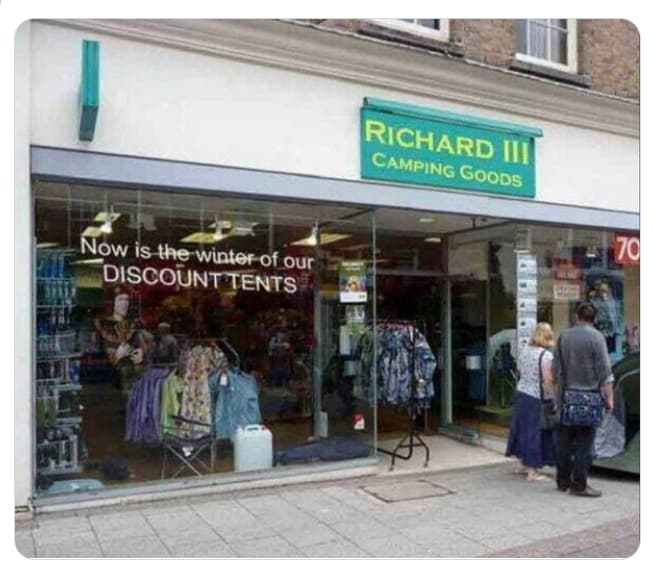 RICHARD III
CAMPING GOODS
Now is the winter of our
DISCOUNT TENTS
70